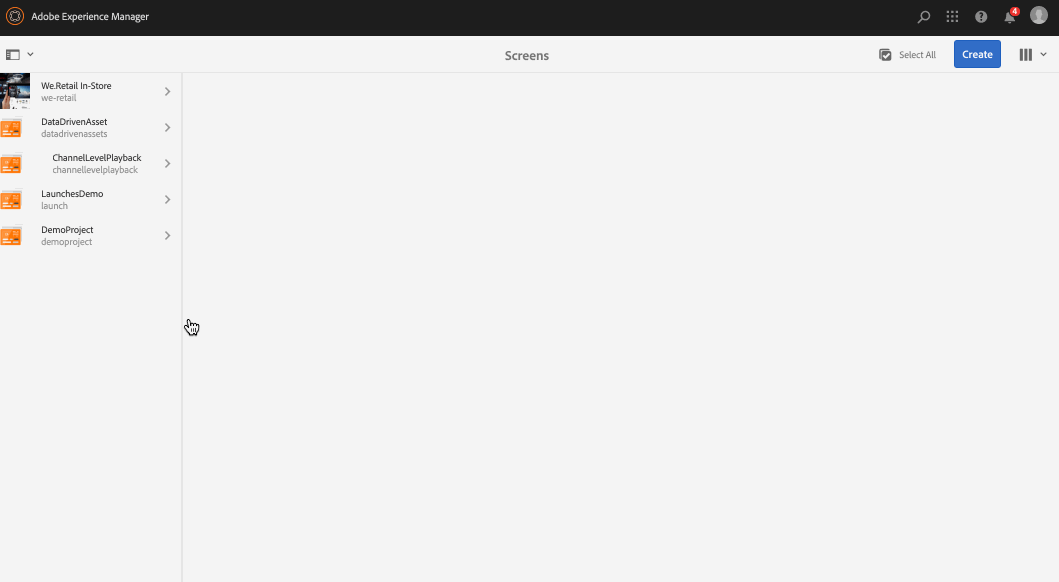 Adobe Experience Manager
4
Screens
Select All
Create
We.Retail In-Store
we-retail
DataDrivenAsset
datadrivenassets
ChannelLevelPlayback
channellevelplayback
LaunchesDemo
launch
DemoProject
demoproject